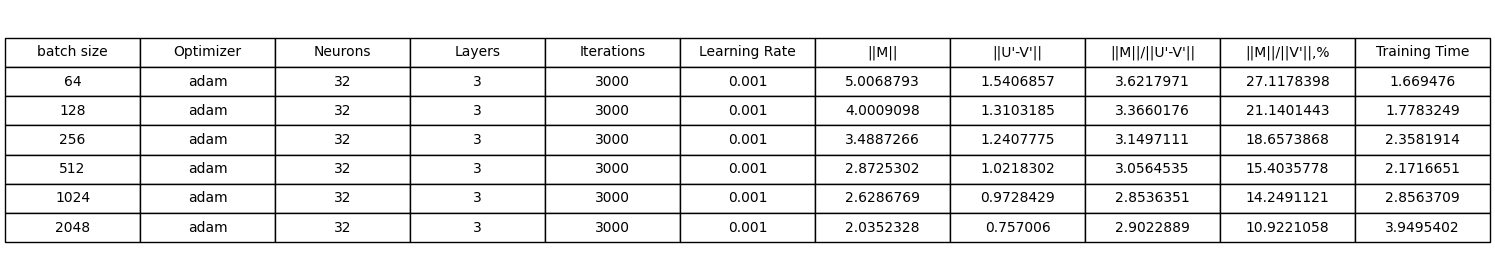 batch size Optimizer Neurons Layers Iterations Learning Rate ||M|| ||U'-V'|| ||M||/||U'-V'|| ||M||/||V'||,% Training Time
64 adam 32 3 3000 0.001 5.0068793 1.5406857 3.6217971 27.1178398 1.669476
128 adam 32 3 3000 0.001 4.0009098 1.3103185 3.3660176 21.1401443 1.7783249
256 adam 32 3 3000 0.001 3.4887266 1.2407775 3.1497111 18.6573868 2.3581914
512 adam 32 3 3000 0.001 2.8725302 1.0218302 3.0564535 15.4035778 2.1716651
1024 adam 32 3 3000 0.001 2.6286769 0.9728429 2.8536351 14.2491121 2.8563709
2048 adam 32 3 3000 0.001 2.0352328 0.757006 2.9022889 10.9221058 3.9495402